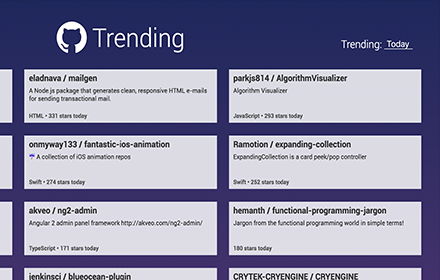 Trending
Trending: Today
eladnava / mailgen
A Node.js package that generates clean, responsive HTML e-mails
for sending transactional mail.
HTML • 331 stars today
parkjs814 / AlgorithmVisualizer
Algorithm Visualizer
JavaScript • 293 stars today
onmyway133 / fantastic-ios-animation
☂️ A collection of iOS animation repos
Swift • 274 stars today
Ramotion / expanding-collection
ExpandingCollection is a card peek/pop controller
Swift • 252 stars today
akveo / ng2-admin
Angular 2 admin panel framework http://akveo.com/ng2-admin/
TypeScript • 171 stars today
hemanth / functional-programming-jargon
Jargon from the functional programming world in simple terms!
180 stars today
jenkinsci / blueocean-plugin
CRYTEK-CRYENGINE / CRYENGINE